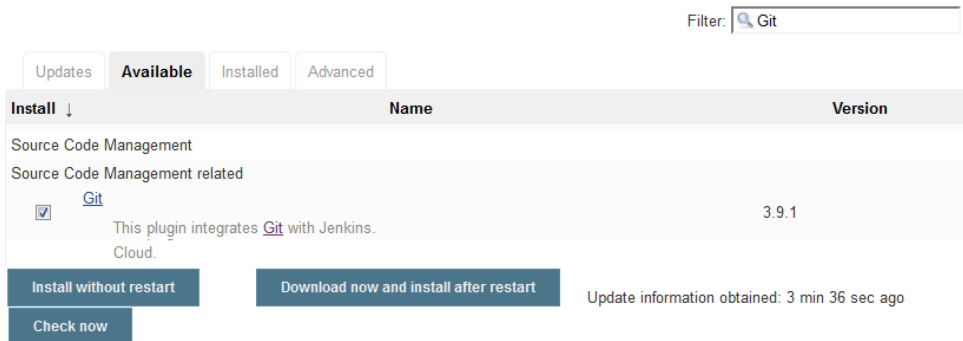 Filter: Git
Updates Available Installed Advanced
Install ↓ Name Version
Source Code Management
Source Code Management related
Git
3.9.1
This plugin integrates Git with Jenkins.
Cloud.
Install without restart Download now and install after restart Update information obtained: 3 min 36 sec ago
Check now